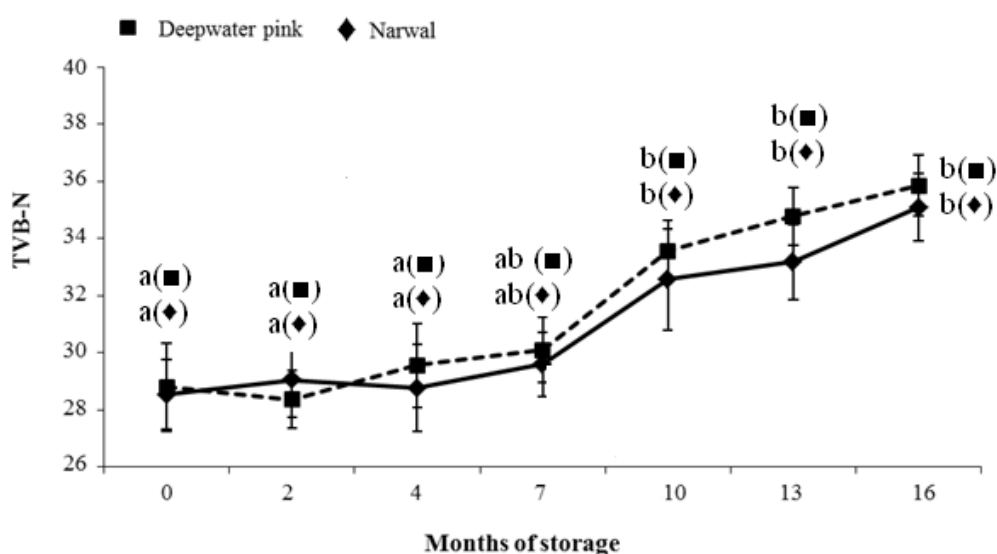 ■ Deepwater pink ◆ Narwal
40
38
36
34
32
30
28
26
TVB-N
a(■)
a(◆)
a(■)
a(◆)
a(■)
a(◆)
ab (■)
ab(◆)
b(■)
b(◆)
b(■)
b(◆)
b(■)
b(◆)
0 2 4 7 10 13 16
Months of storage